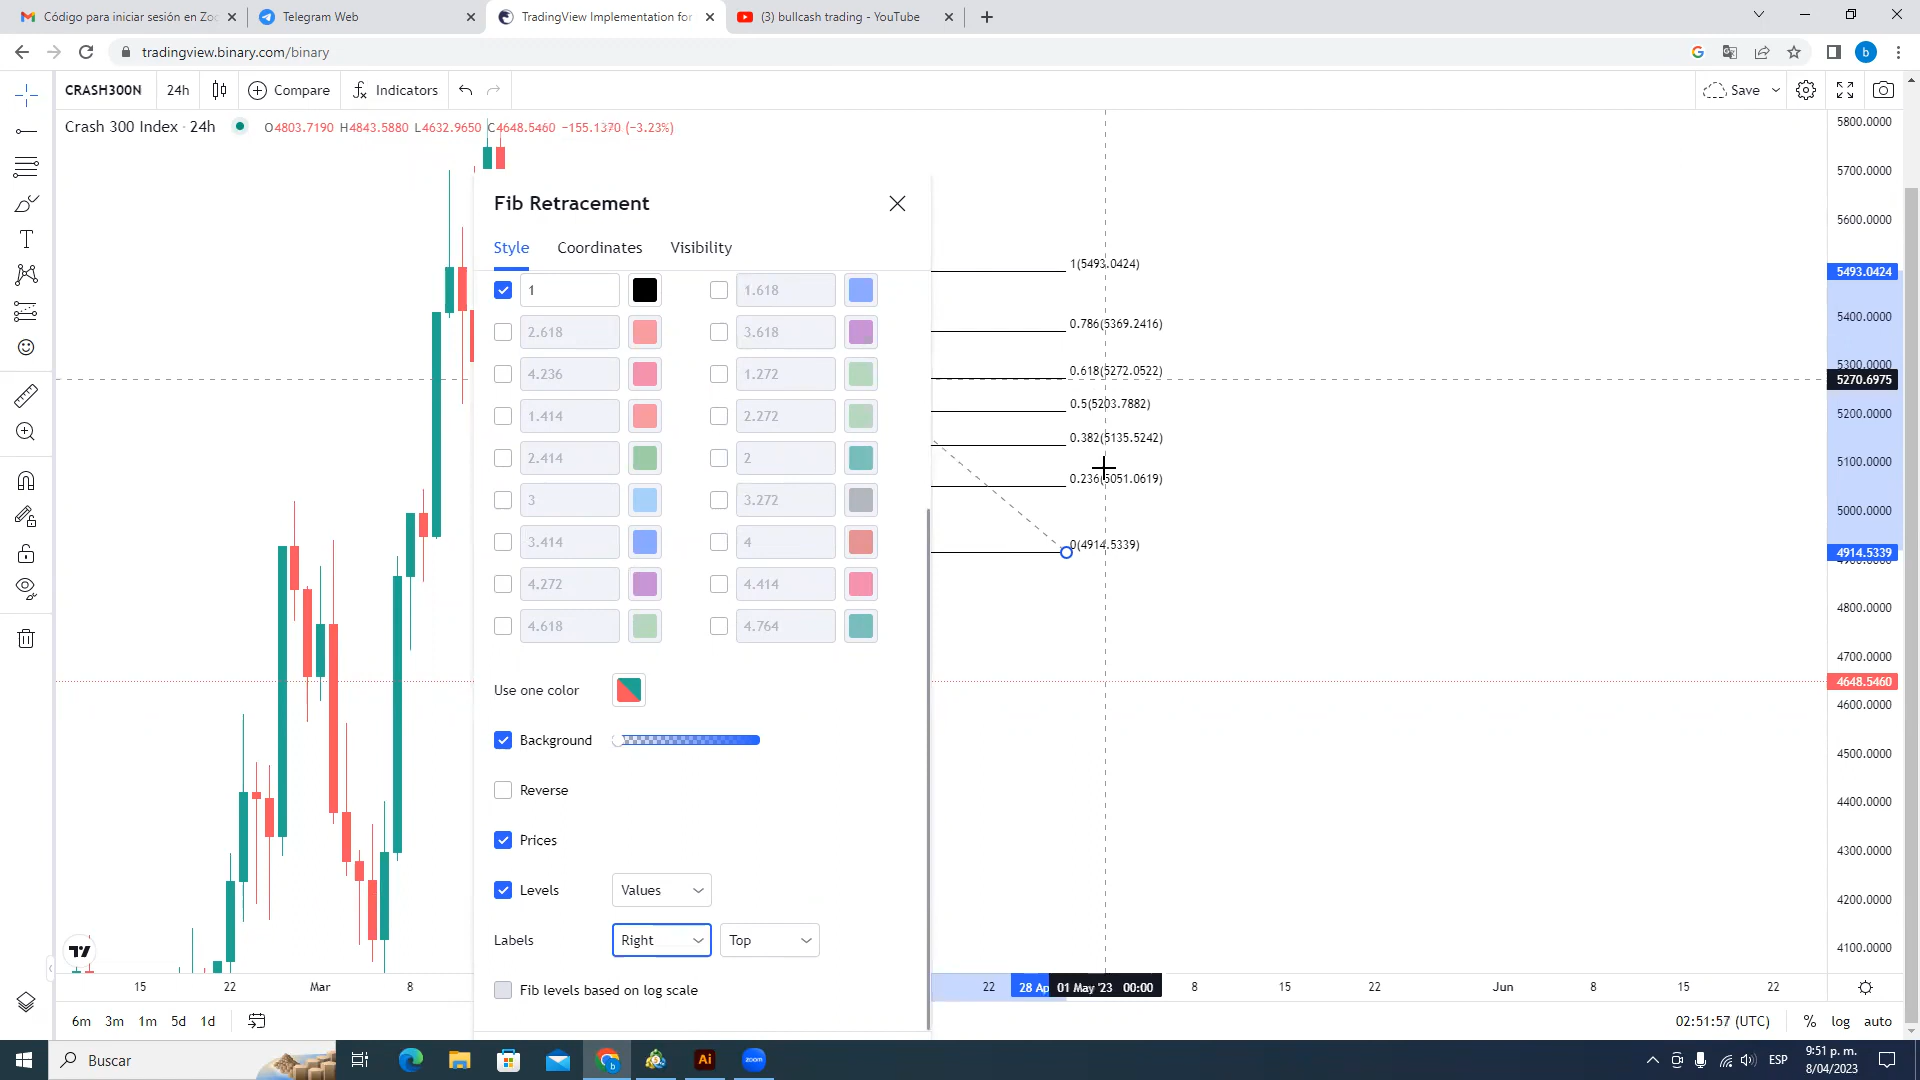 Código para iniciar sesión en Zoo
Telegram Web
TradingView Implementation for
(3) bullcash trading - YouTube
tradingview.binary.com/binary
b
CRASH300N
24h
Compare
Indicators
Save
Crash 300 Index · 24h
O4803.7190 H4843.5880 L4632.9650 C4648.5460 −155.1370 (−3.23%)
Fib Retracement
Style
Coordinates
Visibility
1
1.618
2.618
3.618
4.236
1.272
1.414
2.272
2.414
2
3
3.272
3.414
4
4.272
4.414
4.618
4.764
Use one color
Background
Reverse
Prices
Levels
Values
Labels
Right
Top
Fib levels based on log scale
1(5493.0424)
0.786(5369.2416)
0.618(5272.0522)
0.5(5203.7882)
0.382(5135.5242)
0.236(5051.0619)
0(4914.5339)
5800.0000
5700.0000
5600.0000
5493.0424
5400.0000
5300.0000
5270.6975
5200.0000
5100.0000
5000.0000
4914.5339
4800.0000
4700.0000
4648.5460
4600.0000
4500.0000
4400.0000
4300.0000
4200.0000
4100.0000
15
22
Mar
8
22
28 Ap
01 May '23 00:00
8
15
22
Jun
8
15
22
6m
3m
1m
5d
1d
02:51:57 (UTC)
%
log
auto
Buscar
Ai
zoom
ESP
9:51 p. m.
8/04/2023